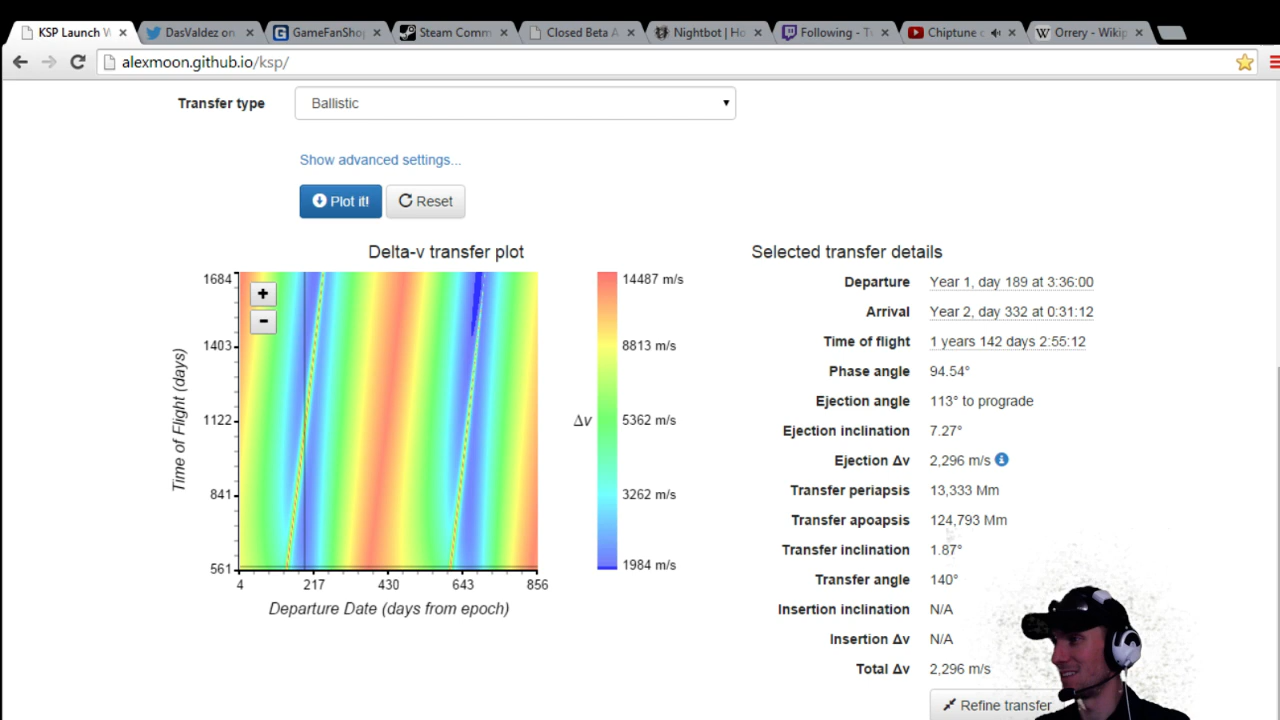 KSP Launch W
DasValdez on
GameFanSho
Steam Comm
Closed Beta A
Nightbot | Ho
Following - Tw
Chiptune c
Orrery - Wikip
alexmoon.github.io/ksp/
Transfer type
Ballistic
Show advanced settings...
Plot it!
Reset
Delta-v transfer plot
+
-
1684
1403
1122
841
561
Time of Flight (days)
4
217
430
643
856
Departure Date (days from epoch)
Δv
14487 m/s
8813 m/s
5362 m/s
3262 m/s
1984 m/s
Selected transfer details
Departure Year 1, day 189 at 3:36:00
Arrival Year 2, day 332 at 0:31:12
Time of flight 1 years 142 days 2:55:12
Phase angle 94.54°
Ejection angle 113° to prograde
Ejection inclination 7.27°
Ejection Δv 2,296 m/s
Transfer periapsis 13,333 Mm
Transfer apoapsis 124,793 Mm
Transfer inclination 1.87°
Transfer angle 140°
Insertion inclination N/A
Insertion Δv N/A
Total Δv 2,296 m/s
Refine transfer